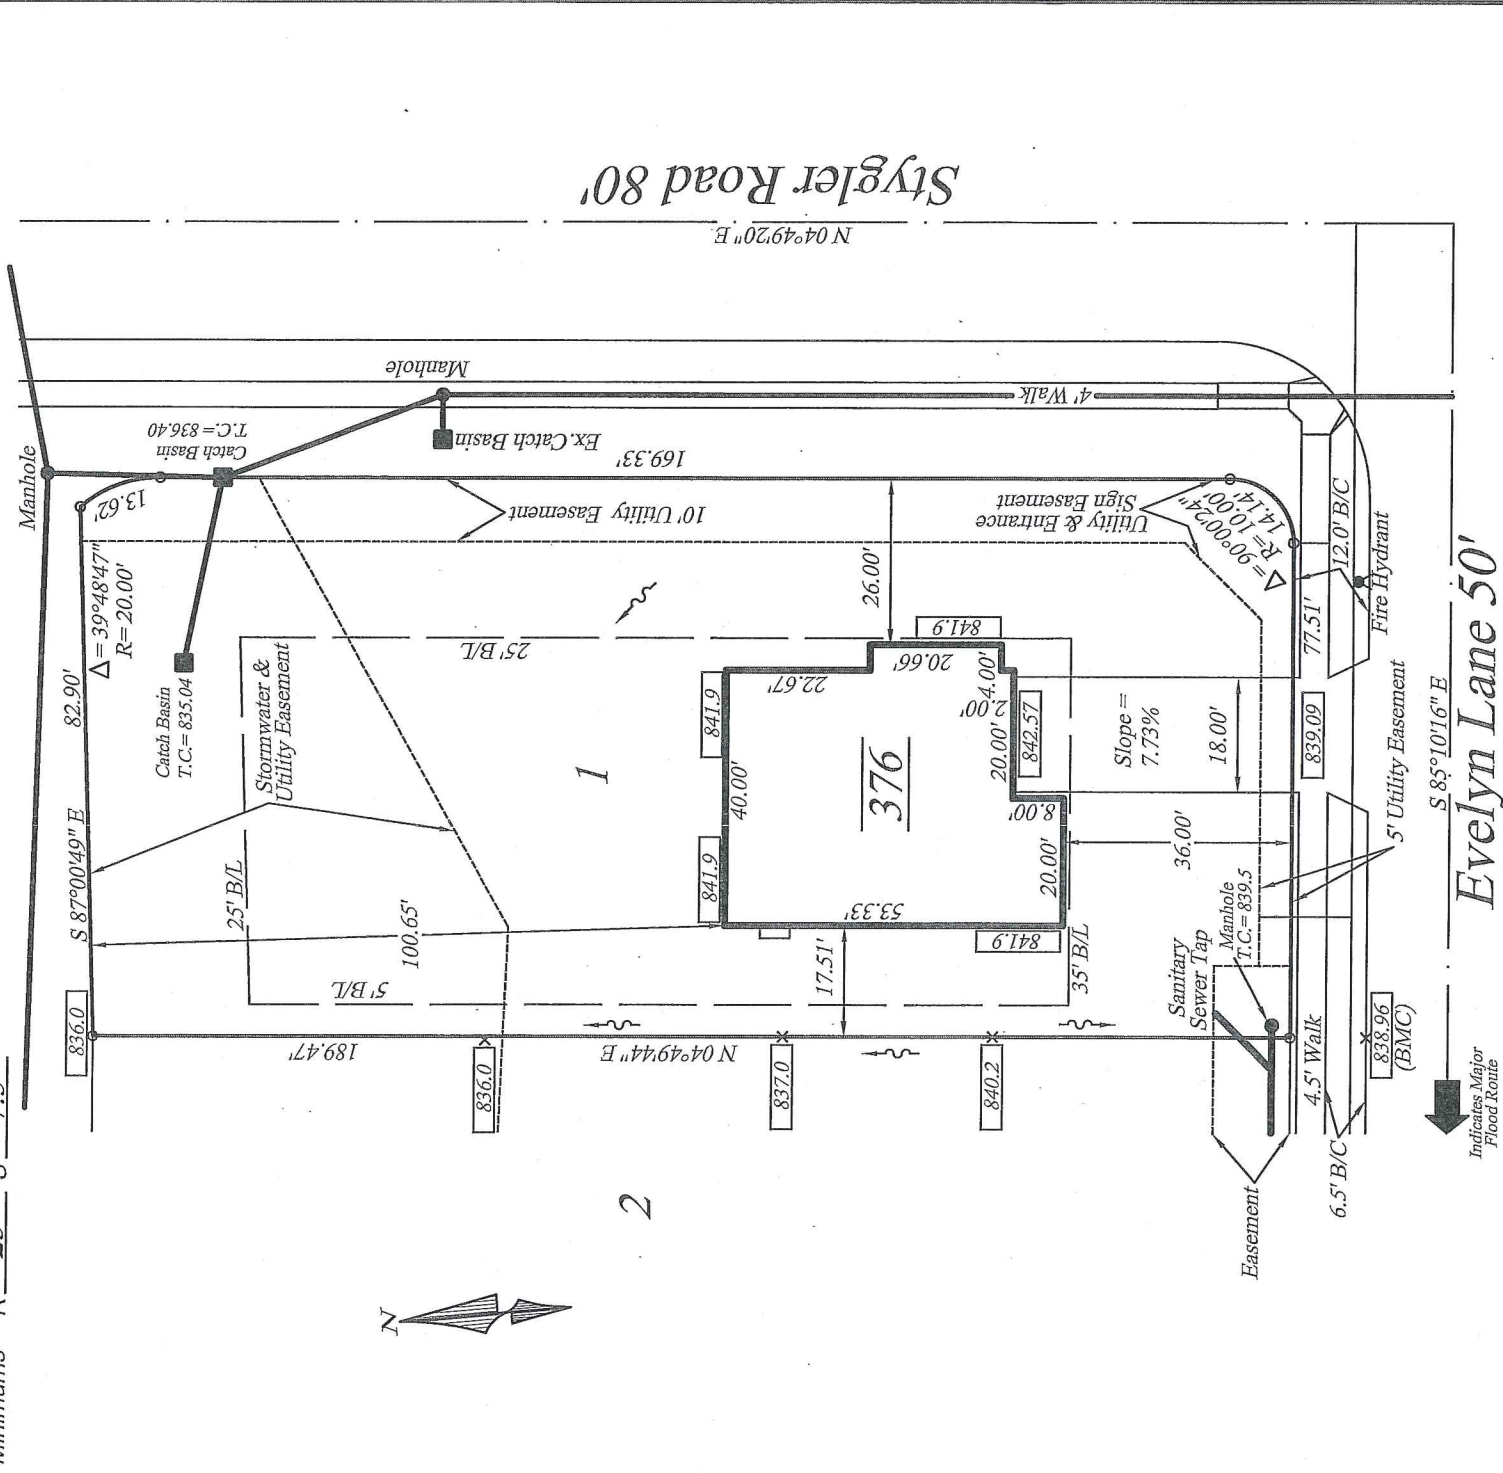 Stygler Road 80'
N 04°49'20" E
Manhole
Manhole
4' Walk
Catch Basin
T.C.= 836.40
Ex. Catch Basin
169.33'
13.62'
10' Utility Easement
Utility & Entrance
Sign Easement
Δ = 90°00'24"
R= 10.00'
14.14'
12.0' B/C
Fire Hydrant
Δ = 39°48'47"
R= 20.00'
82.90'
S 87°00'49" E
Catch Basin
T.C.= 835.04
Stormwater &
Utility Easement
25' B/L
26.00'
841.9
20.66'
22.67'
4.00'
2.00'
841.9
842.57
20.00'
Slope =
7.73%
18.00'
77.51'
839.09
5' Utility Easement
1
40.00'
376
8.00'
20.00'
36.00'
841.9
53.33'
841.9
25' B/L
100.65'
17.51'
5' B/L
35' B/L
Sanitary
Sewer Tap
Manhole
T.C.= 839.5
836.0
189.47'
836.0
N 04°49'44" E
837.0
840.2
4.5' Walk
838.96
(BMC)
6.5' B/C
Easement
S 85°10'16" E
Evelyn Lane 50'
Indicates Major
Flood Route
2
N